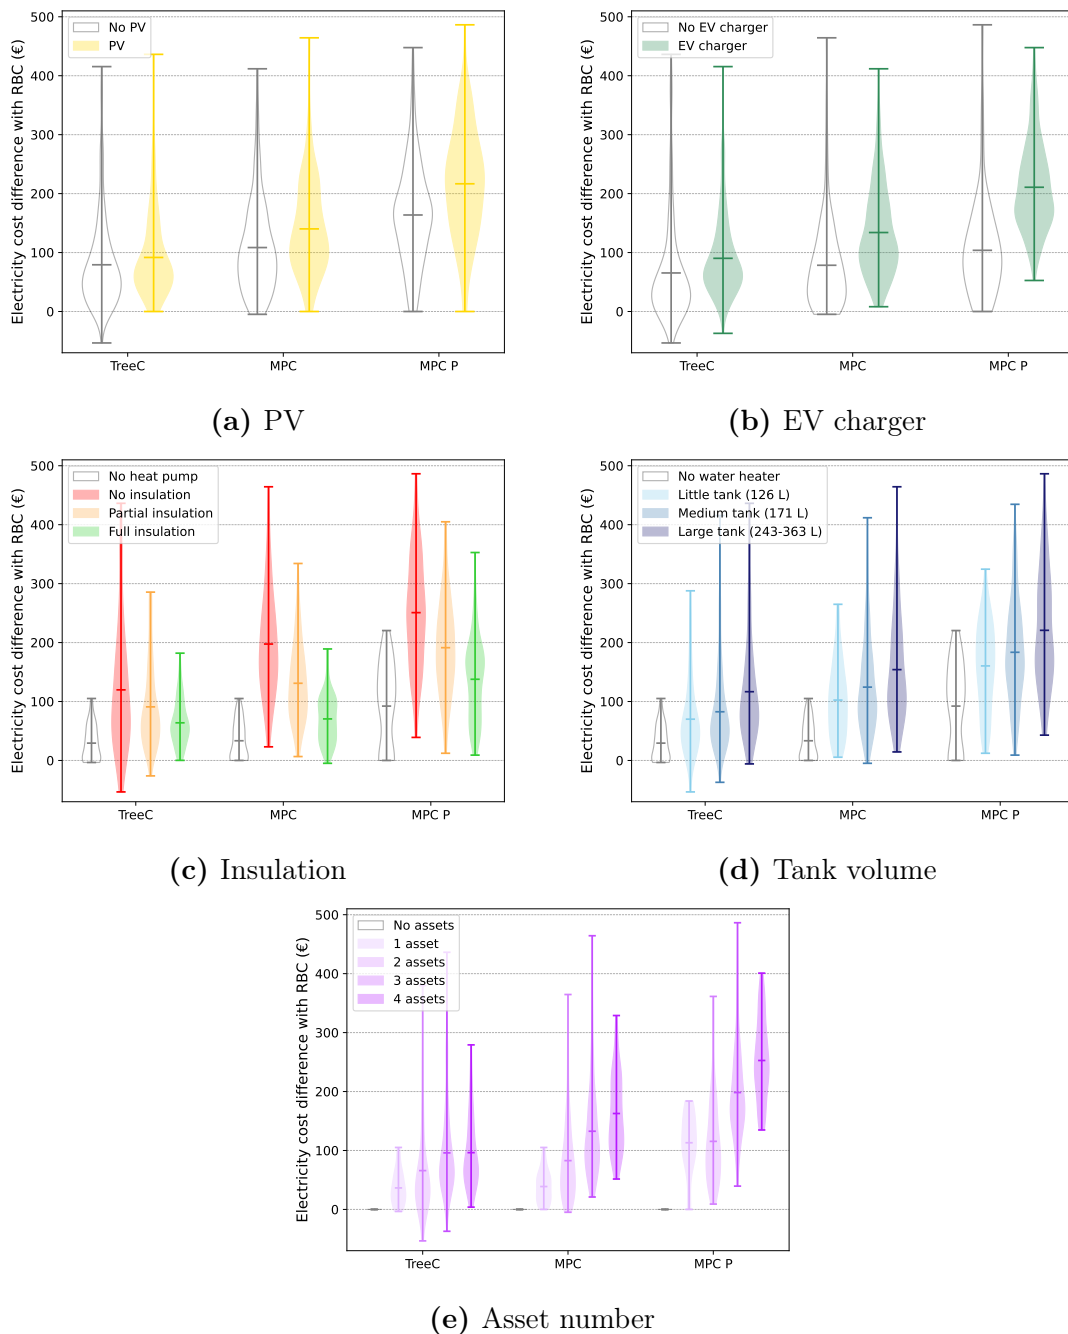 Electricity cost difference with RBC (€)
500
400
300
200
100
0
No PV
PV
TreeC
MPC
MPC P
(a) PV
Electricity cost difference with RBC (€)
500
400
300
200
100
0
No EV charger
EV charger
TreeC
MPC
MPC P
(b) EV charger
Electricity cost difference with RBC (€)
500
400
300
200
100
0
No heat pump
No insulation
Partial insulation
Full insulation
TreeC
MPC
MPC P
(c) Insulation
Electricity cost difference with RBC (€)
500
400
300
200
100
0
No water heater
Little tank (126 L)
Medium tank (171 L)
Large tank (243-363 L)
TreeC
MPC
MPC P
(d) Tank volume
Electricity cost difference with RBC (€)
500
400
300
200
100
0
No assets
1 asset
2 assets
3 assets
4 assets
TreeC
MPC
MPC P
(e) Asset number